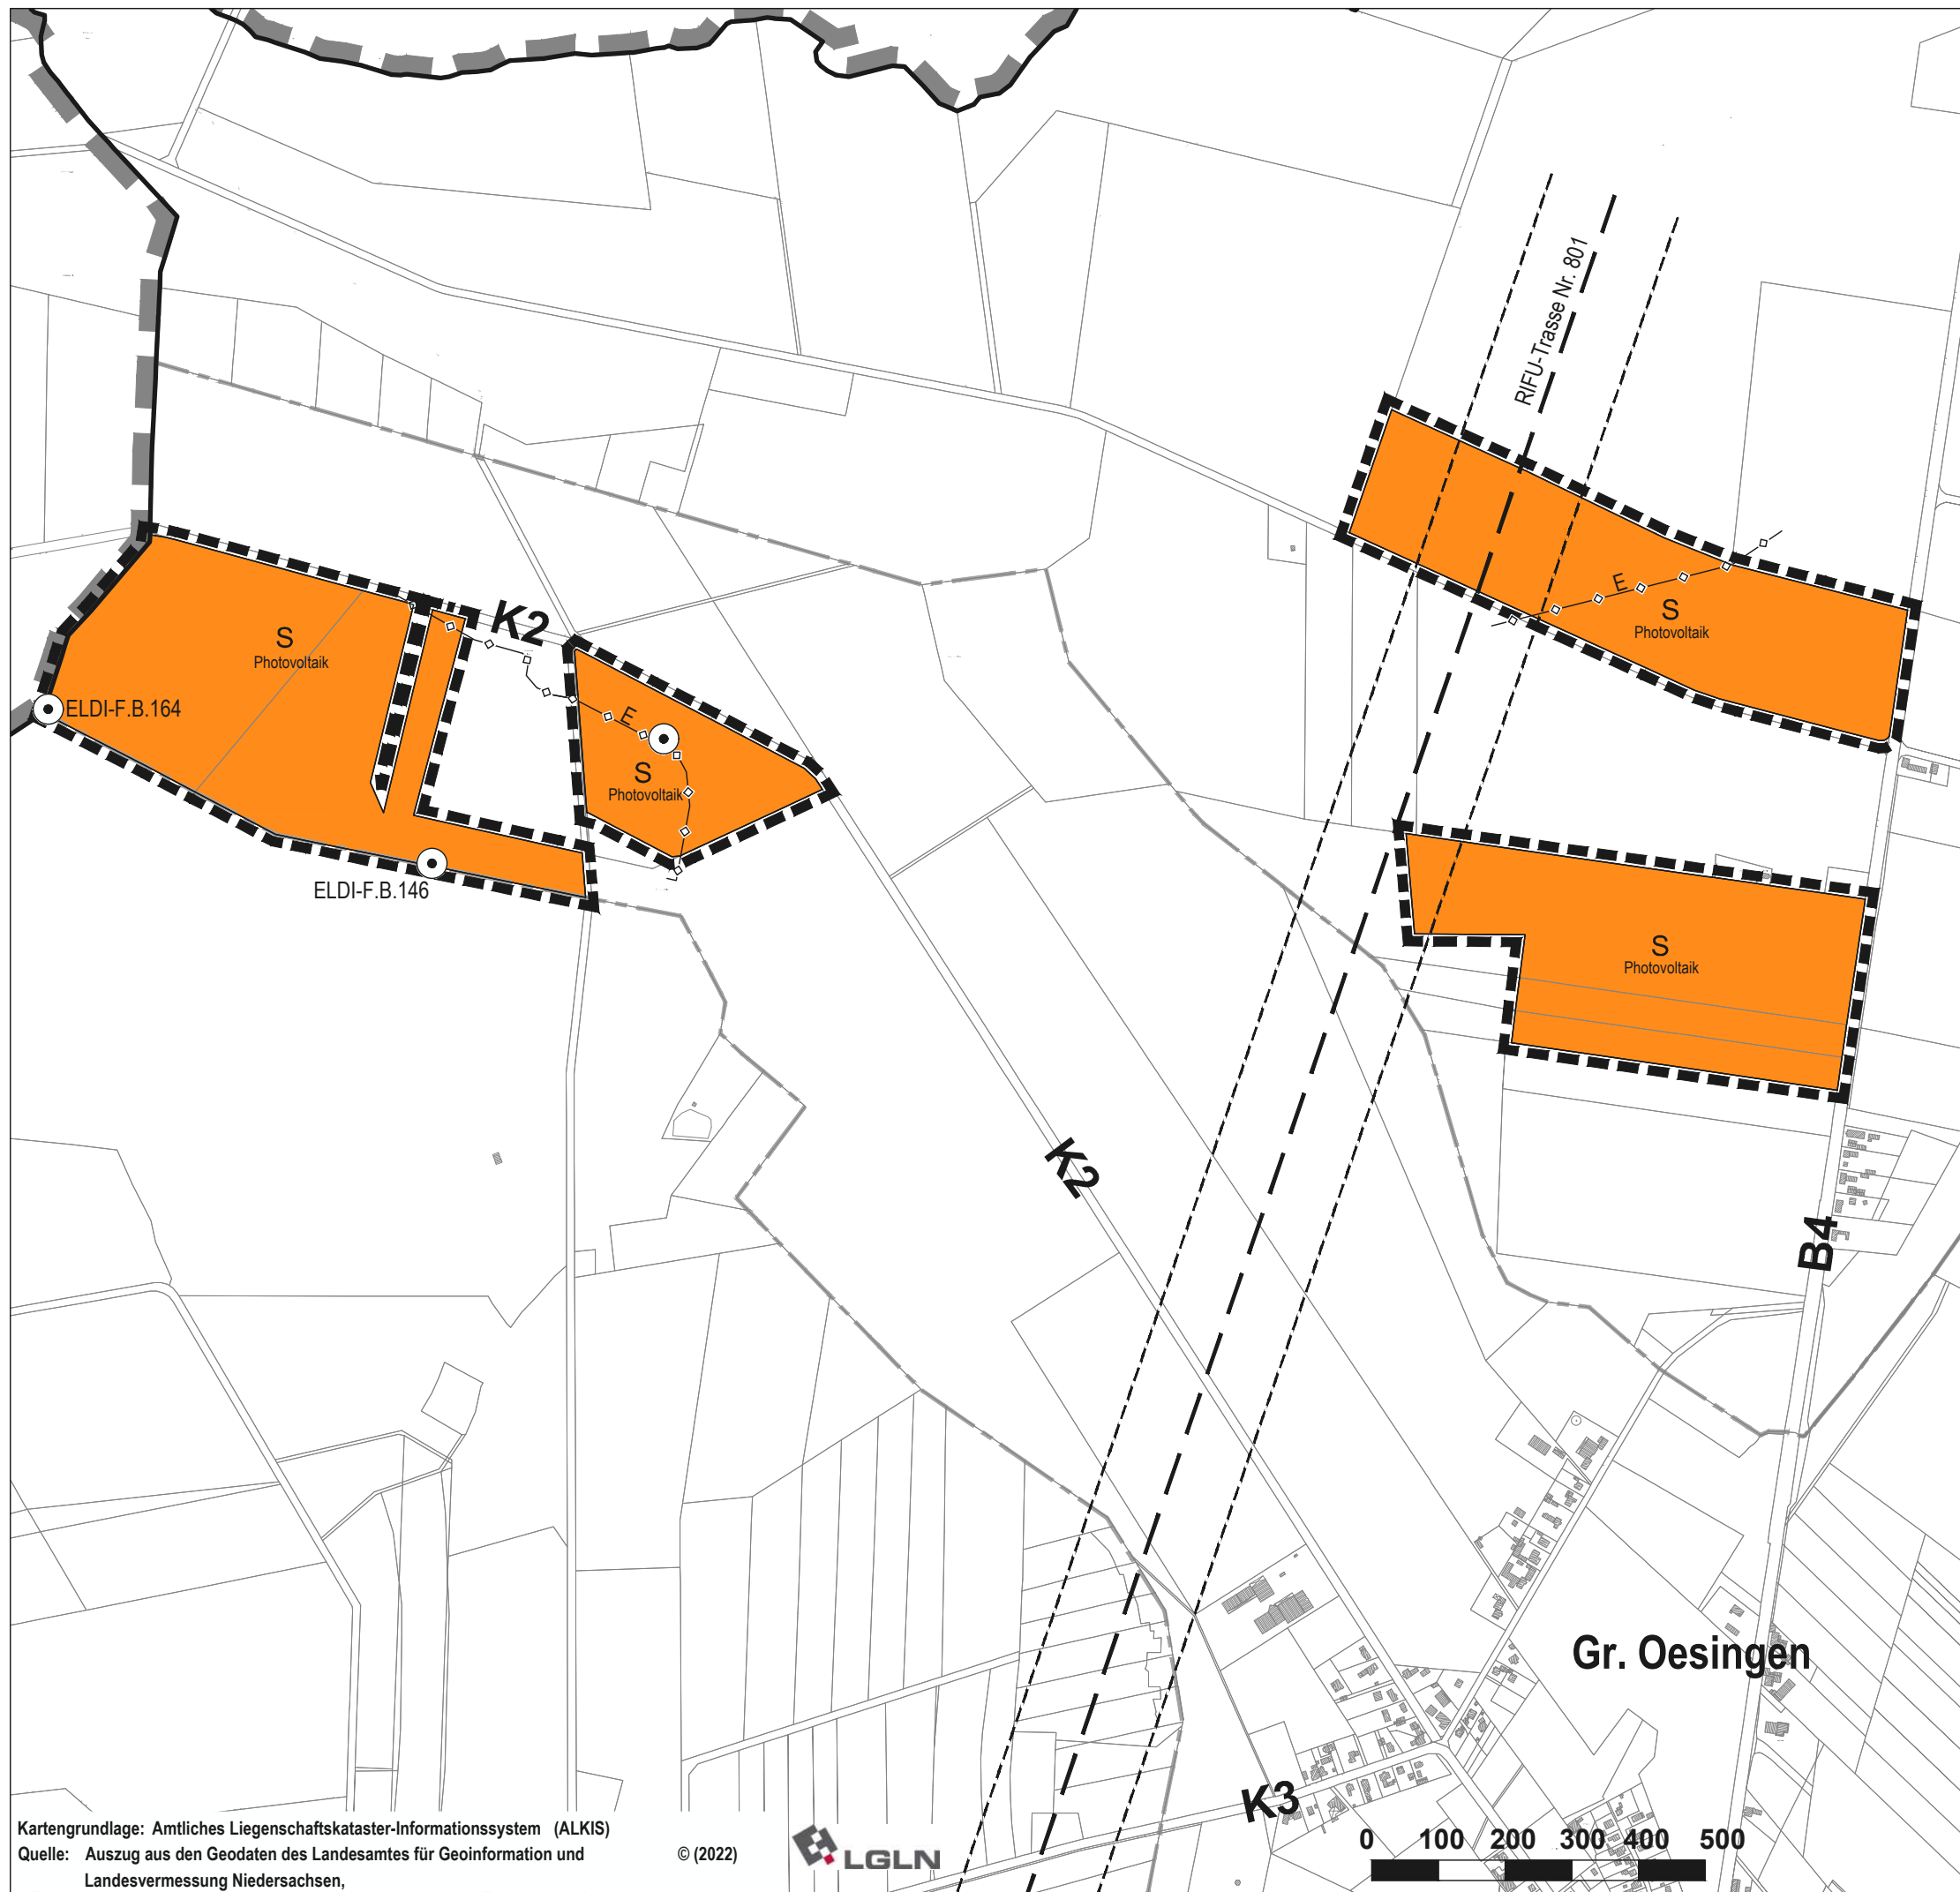 RIFU-Trasse Nr. 801
E
S
Photovoltaik
K2
S
Photovoltaik
ELDI-F.B.164
E
S
Photovoltaik
ELDI-F.B.146
S
Photovoltaik
K2
B4
Gr. Oesingen
K3
Kartengrundlage: Amtliches Liegenschaftskataster-Informationssystem (ALKIS)
Quelle: Auszug aus den Geodaten des Landesamtes für Geoinformation und
Landesvermessung Niedersachsen,
© (2022)
LGLN
0 100 200 300 400 500